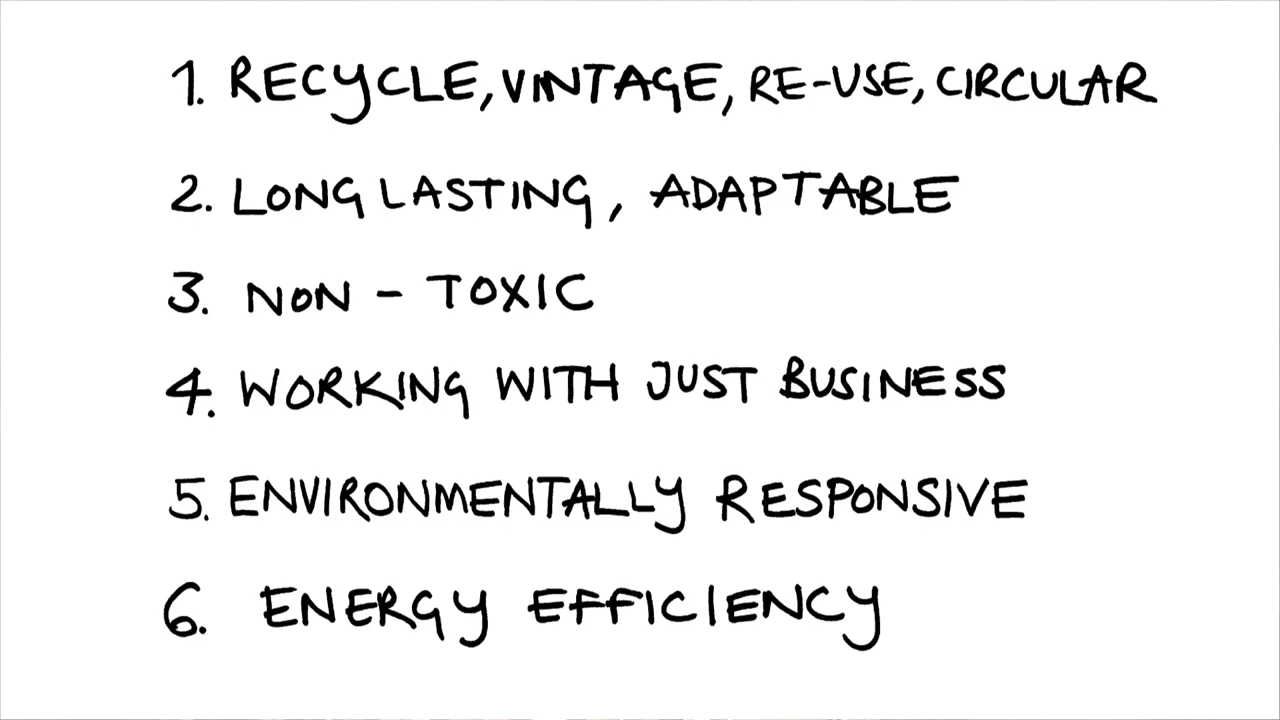 1. RECYCLE, VINTAGE, RE-USE, CIRCULAR
2. LONG LASTING, ADAPTABLE
3. NON - TOXIC
4. WORKING WITH JUST BUSINESS
5. ENVIRONMENTALLY RESPONSIVE
6. ENERGY EFFICIENCY